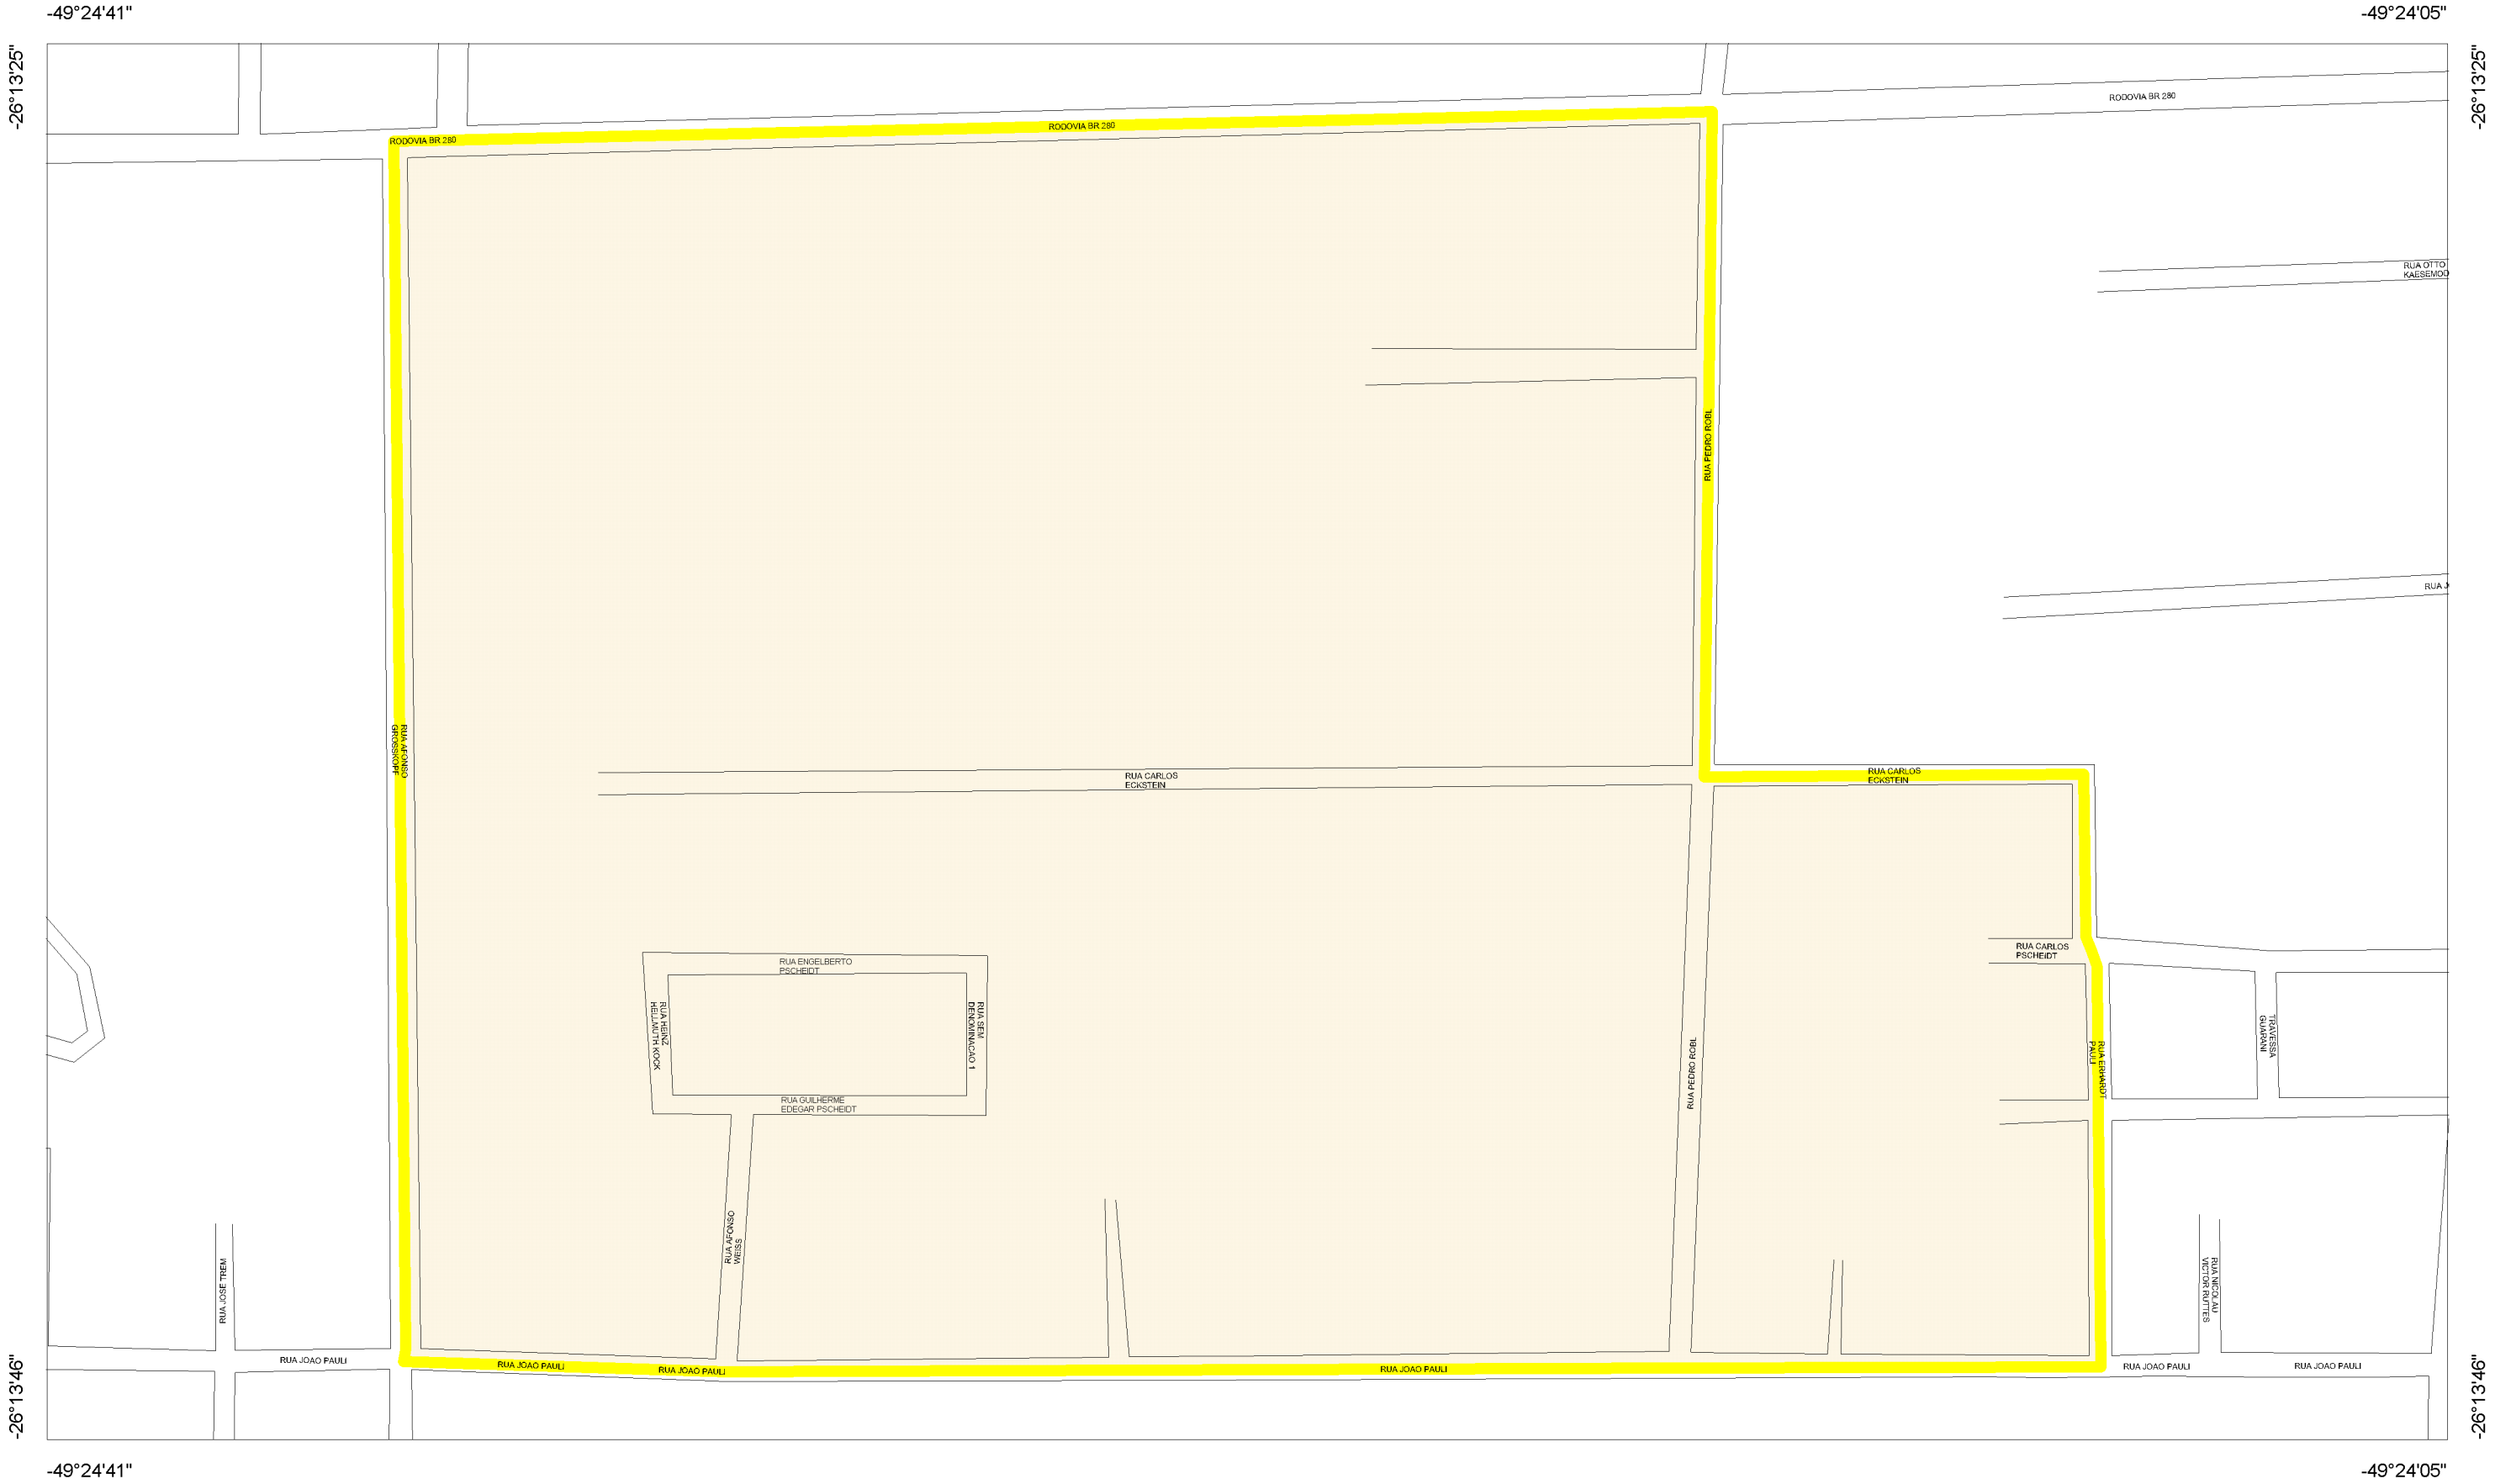 -49°24'41"
-49°24'05"
-26°13'25"
-26°13'25"
RODOVIA BR 280
RODOVIA BR 280
RODOVIA BR 280
RUA OTTO
KAESEMOD
RUA PEDRO ROBL
RUA J
RUA AFONSO
GROSSKOPF
RUA CARLOS
ECKSTEIN
RUA CARLOS
ECKSTEIN
RUA CARLOS
PSCHEIDT
RUA ENGELBERTO
PSCHEIDT
RUA HEINZ
HELLMUTH KOCK
RUA SEM
DENOMINACAO 1
RUA GUILHERME
EDEGAR PSCHEIDT
RUA PEDRO ROBL
RUA ERHARDT
PAULI
TRAVESSA
GUARANI
RUA AFONSO
WEISS
RUA JOSE TREM
RUA NICOLAU
VICTOR RUTTES
RUA JOAO PAULI
RUA JOAO PAULI
RUA JOAO PAULI
RUA JOAO PAULI
RUA JOAO PAULI
RUA JOAO PAULI
-26°13'46"
-26°13'46"
-49°24'41"
-49°24'05"